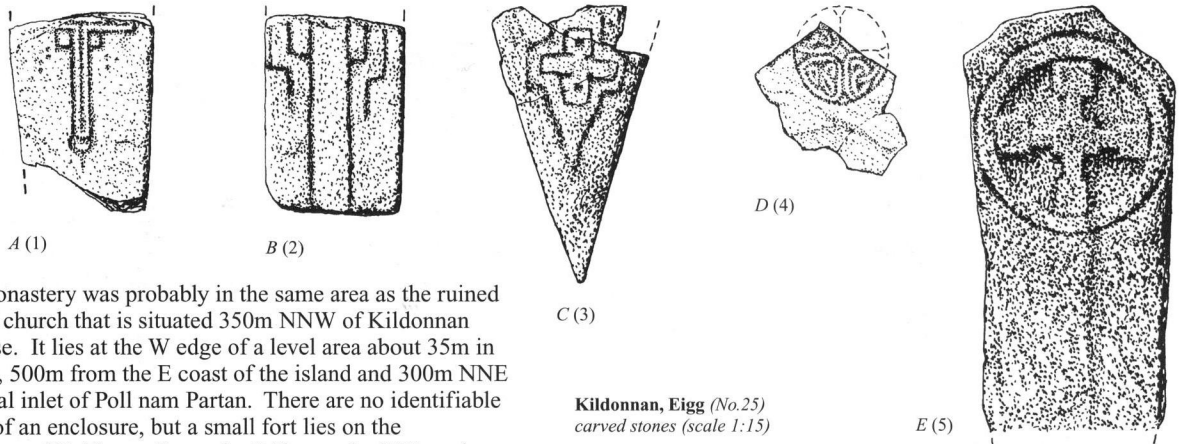 A (1)
B (2)
C (3)
D (4)
E (5)
onastery was probably in the same area as the ruined
church that is situated 350m NNW of Kildonnan
se. It lies at the W edge of a level area about 35m in
, 500m from the E coast of the island and 300m NNE
al inlet of Poll nam Partan. There are no identifiable
of an enclosure, but a small fort lies on the
Kildonnan, Eigg (No.25)
carved stones (scale 1:15)